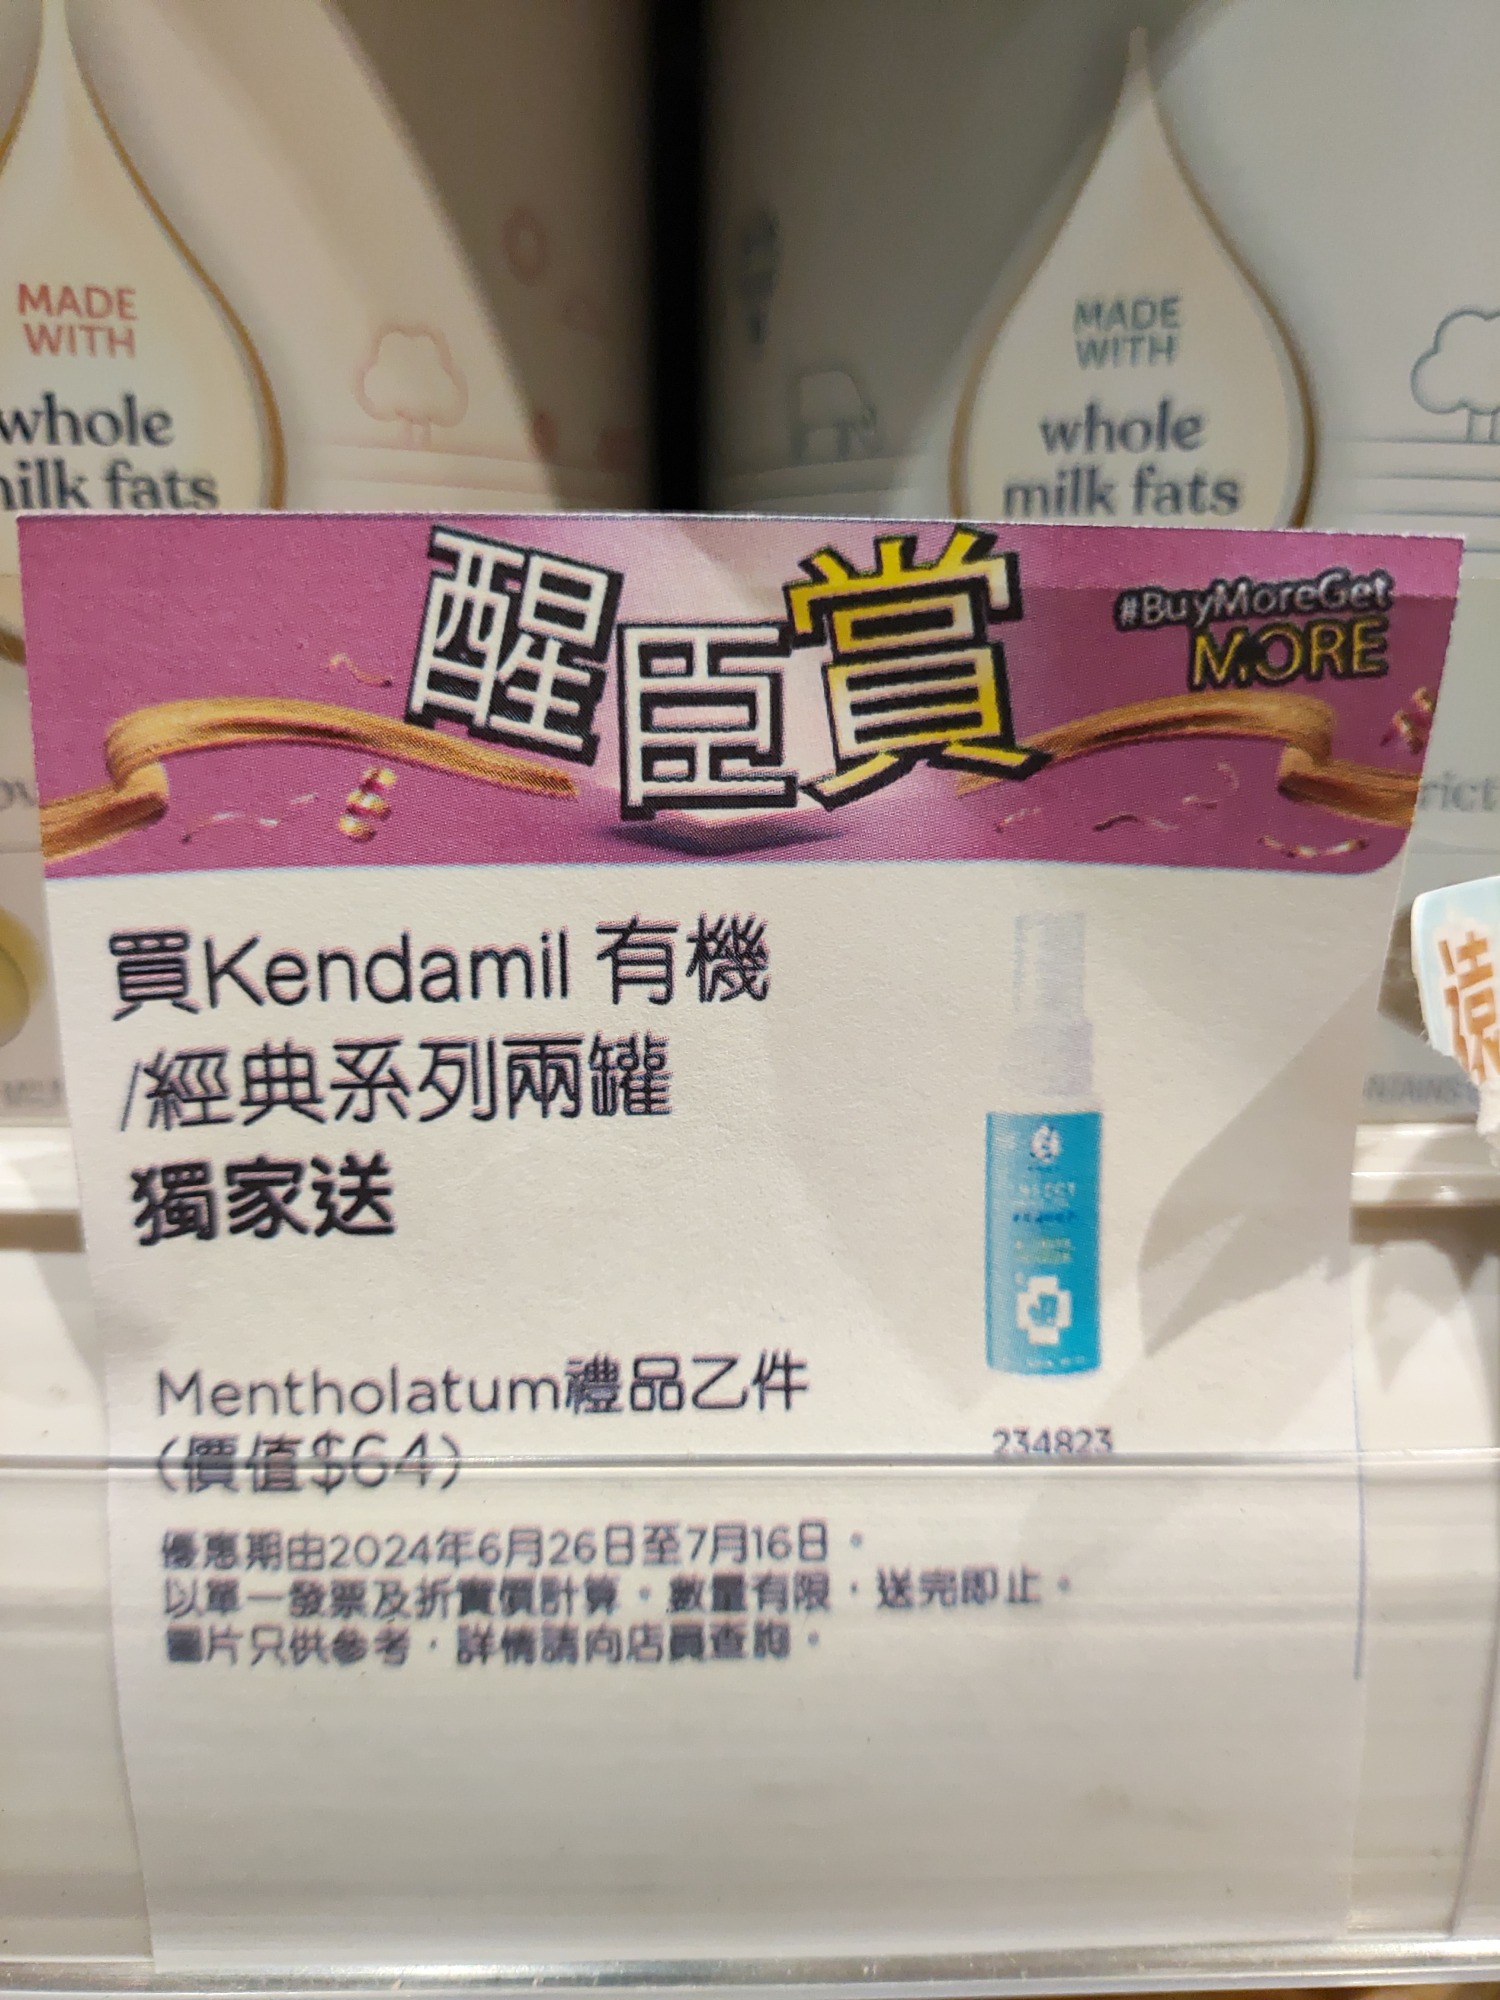 MADE
WITH
whole
milk fats
MADE
WITH
whole
milk fats
醒臣賞
#BuyMoreGet
MORE
買Kendamil 有機
/經典系列兩罐
獨家送
Mentholatum禮品乙件
(價值$64)
234823
優惠期由2024年6月26日至7月16日。
以單一發票及折實價計算。數量有限，送完即止。
圖片只供參考，詳情請向店員查詢。